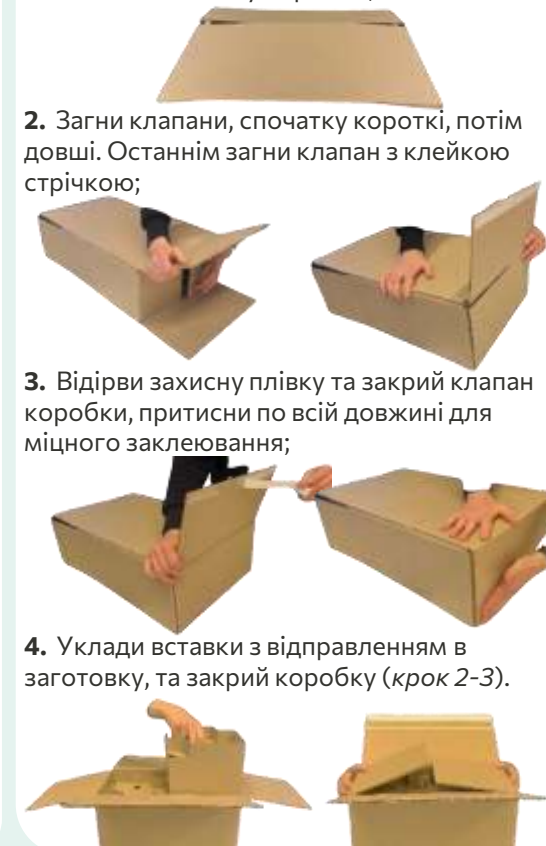 2. Загни клапани, спочатку короткі, потім
довші. Останнім загни клапан з клейкою
стрічкою;
3. Відірви захисну плівку та закрий клапан
коробки, притисни по всій довжині для
міцного заклеювання;
4. Уклади вставки з відправленням в
заготовку, та закрий коробку (крок 2-3).